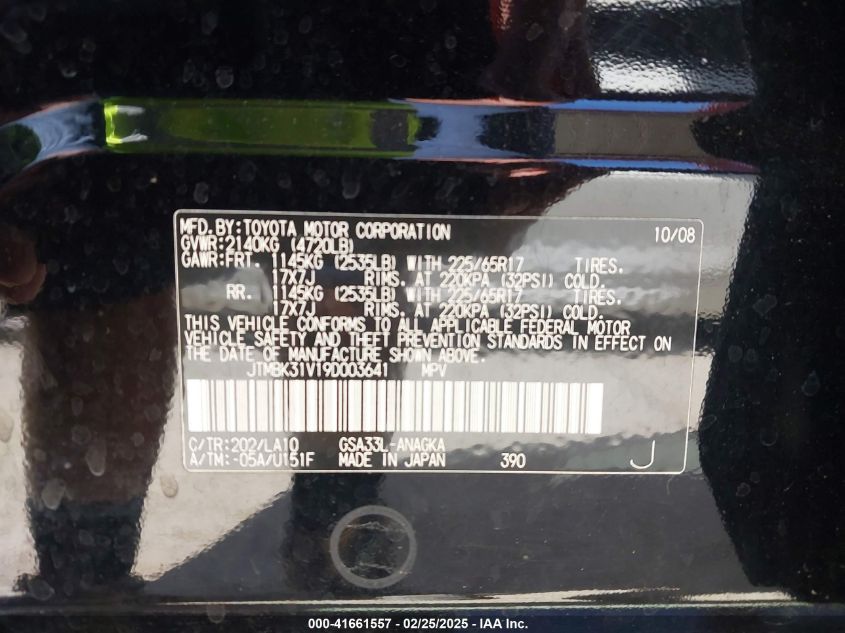 MFD. BY: TOYOTA MOTOR CORPORATION 10/08
GVWR: 2140KG (4720LB)
GAWR: FRT. 1145KG (2535LB) WITH 225/65R17 TIRES.
17X7J RIMS. AT 220KPA (32PSI) COLD.
RR. 1145KG (2535LB) WITH 225/65R17 TIRES.
17X7J RIMS. AT 220KPA (32PSI) COLD.
THIS VEHICLE CONFORMS TO ALL APPLICABLE FEDERAL MOTOR
VEHICLE SAFETY AND THEFT PREVENTION STANDARDS IN EFFECT ON
THE DATE OF MANUFACTURE SHOWN ABOVE.
JTMBK31V19D003641 MPV
C/TR: 202/LA10 GSA33L-ANAGKA
A/TM: -05A/U151F MADE IN JAPAN 390 J
000-41661557 - 02/25/2025 - IAA Inc.